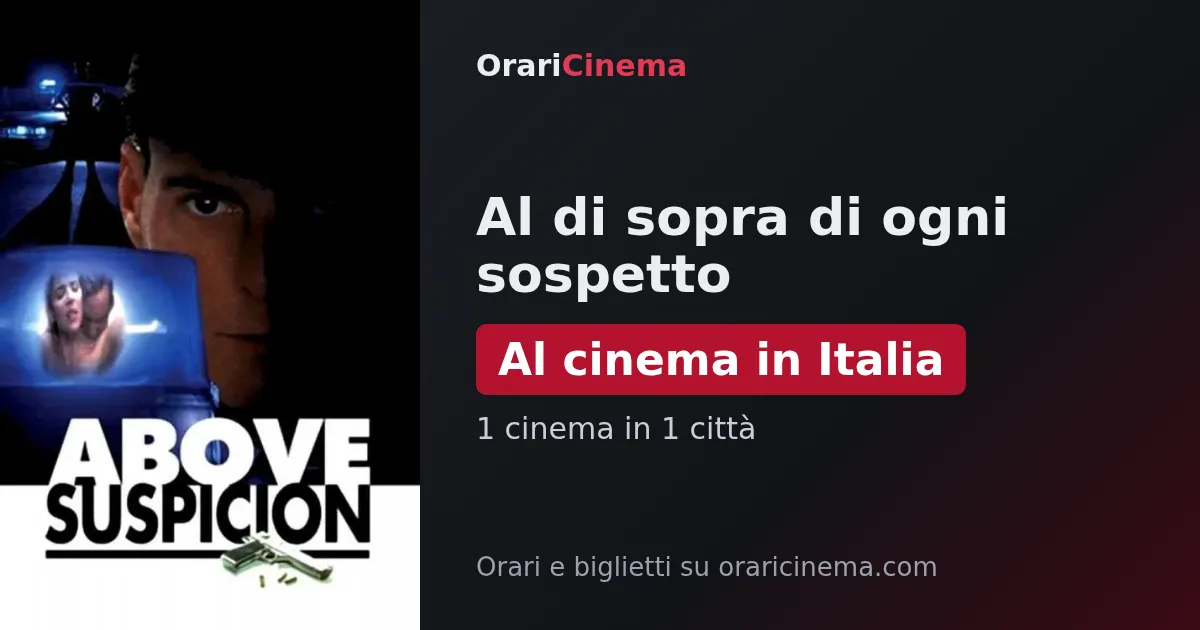 ABOVE
SUSPICION
OrariCinema
Al di sopra di ogni
sospetto
Al cinema in Italia
1 cinema in 1 città
Orari e biglietti su oraricinema.com